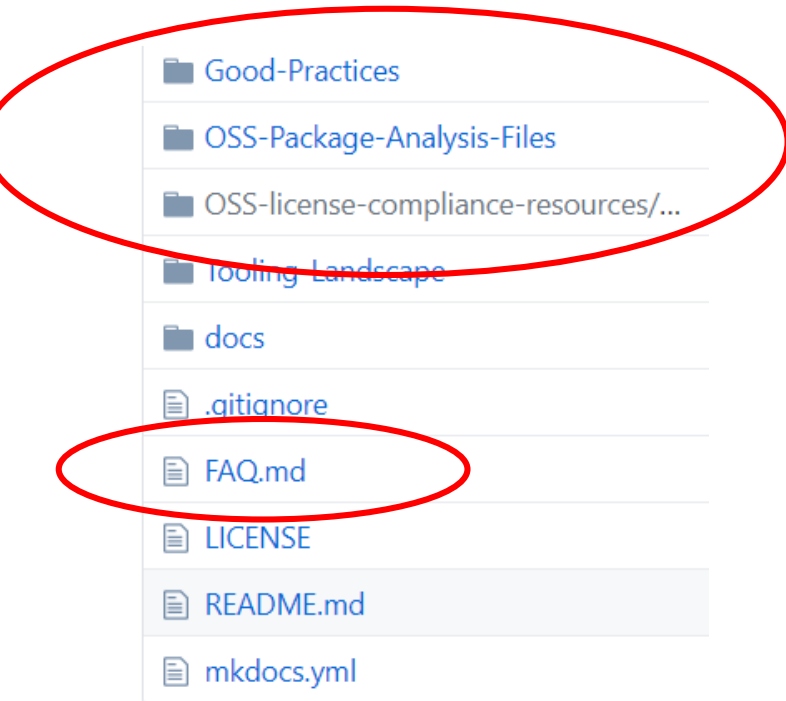 Good-Practices
OSS-Package-Analysis-Files
OSS-license-compliance-resources/...
Tooling-Landscape
docs
.gitignore
FAQ.md
LICENSE
README.md
mkdocs.yml